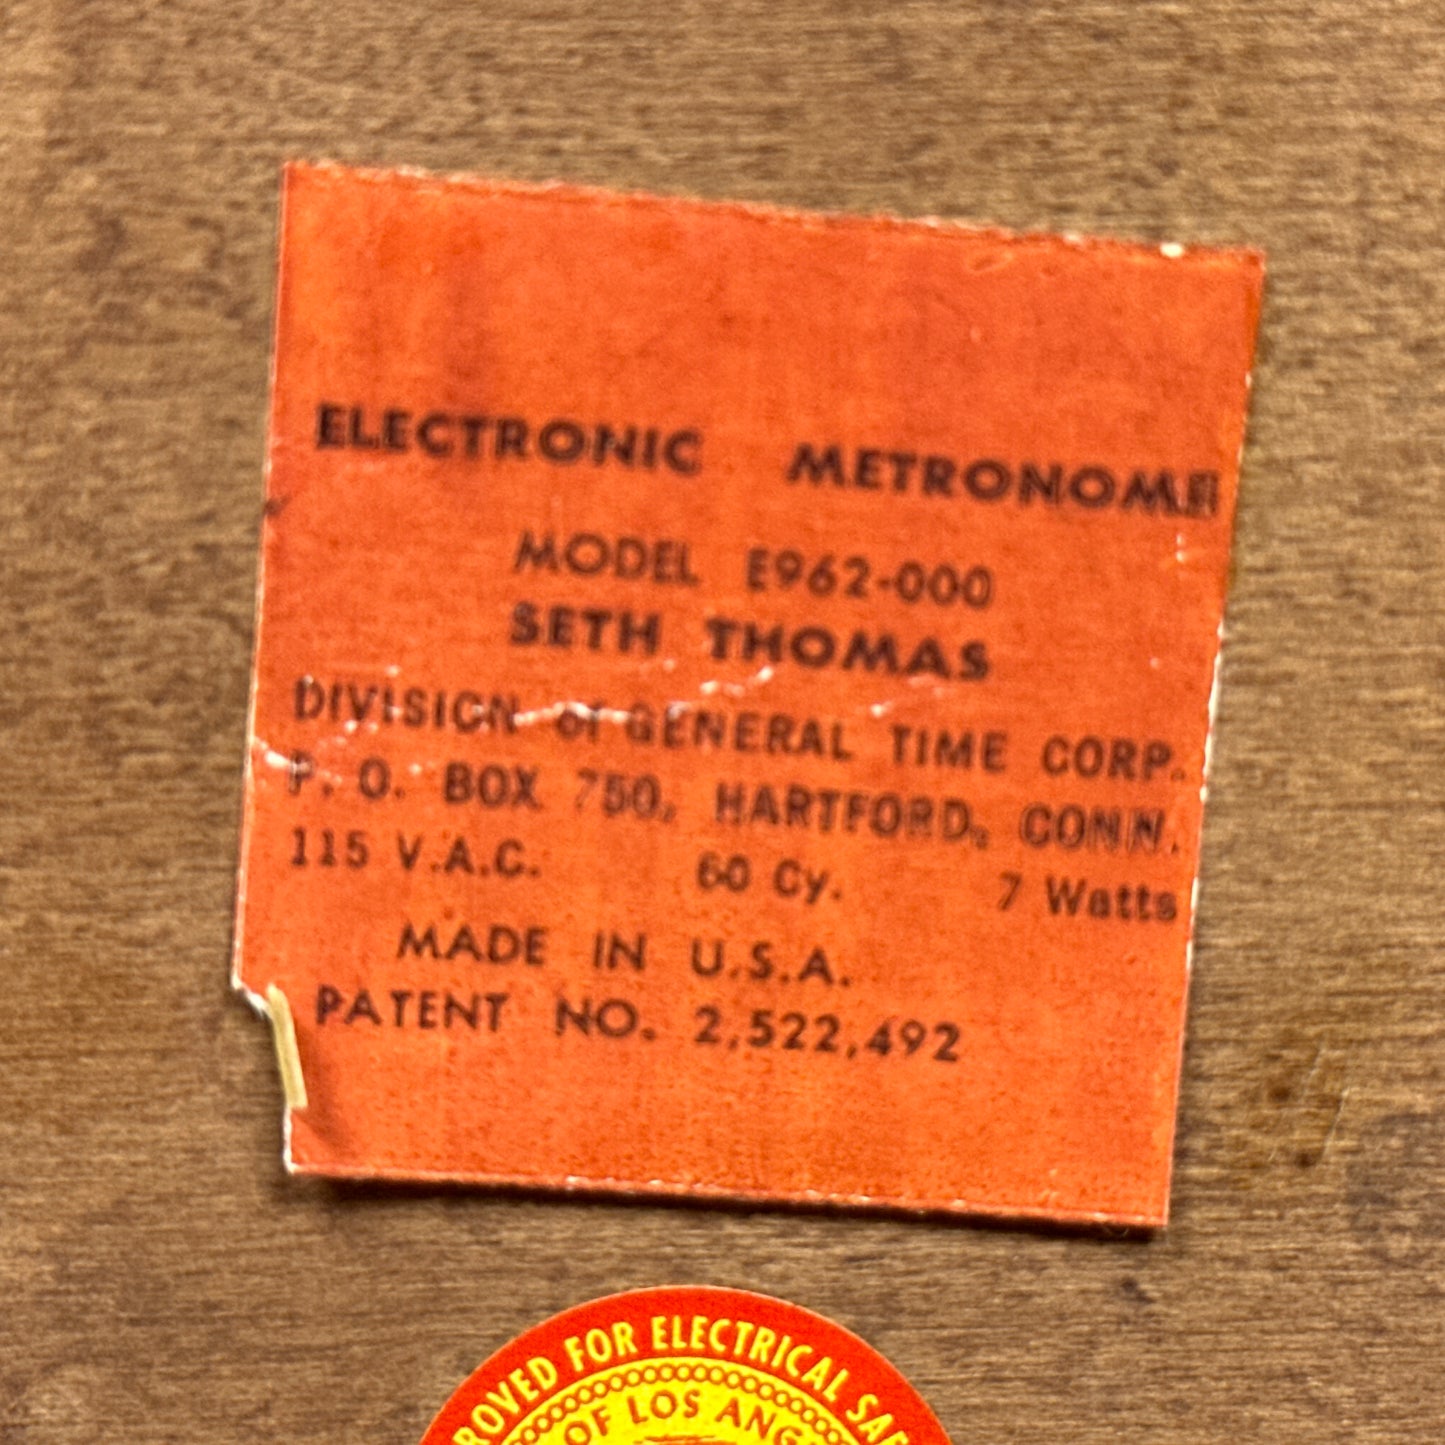 ELECTRONIC METRONOME
MODEL E962-000
SETH THOMAS
DIVISION of GENERAL TIME CORP.
P. O. BOX 750, HARTFORD, CONN.
115 V.A.C. 60 Cy. 7 Watts
MADE IN U.S.A.
PATENT NO. 2,522,492
ROVED FOR ELECTRICAL SAF
OF LOS ANG